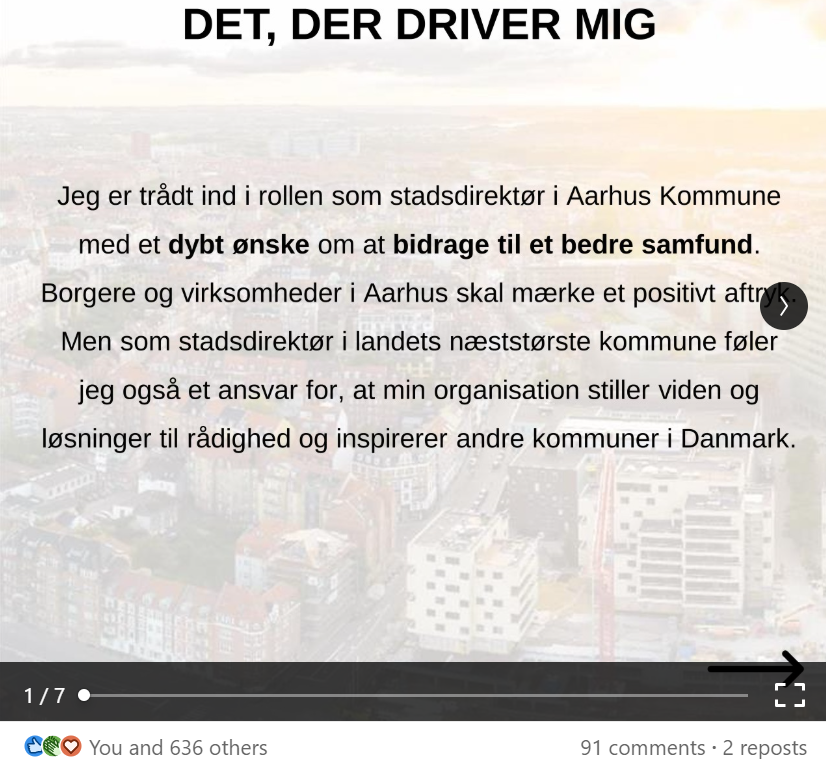 DET, DER DRIVER MIG
Jeg er trådt ind i rollen som stadsdirektør i Aarhus Kommune
med et dybt ønske om at bidrage til et bedre samfund.
Borgere og virksomheder i Aarhus skal mærke et positivt aftryk.
Men som stadsdirektør i landets næststørste kommune føler
jeg også et ansvar for, at min organisation stiller viden og
løsninger til rådighed og inspirerer andre kommuner i Danmark.
1 / 7
You and 636 others
91 comments · 2 reposts